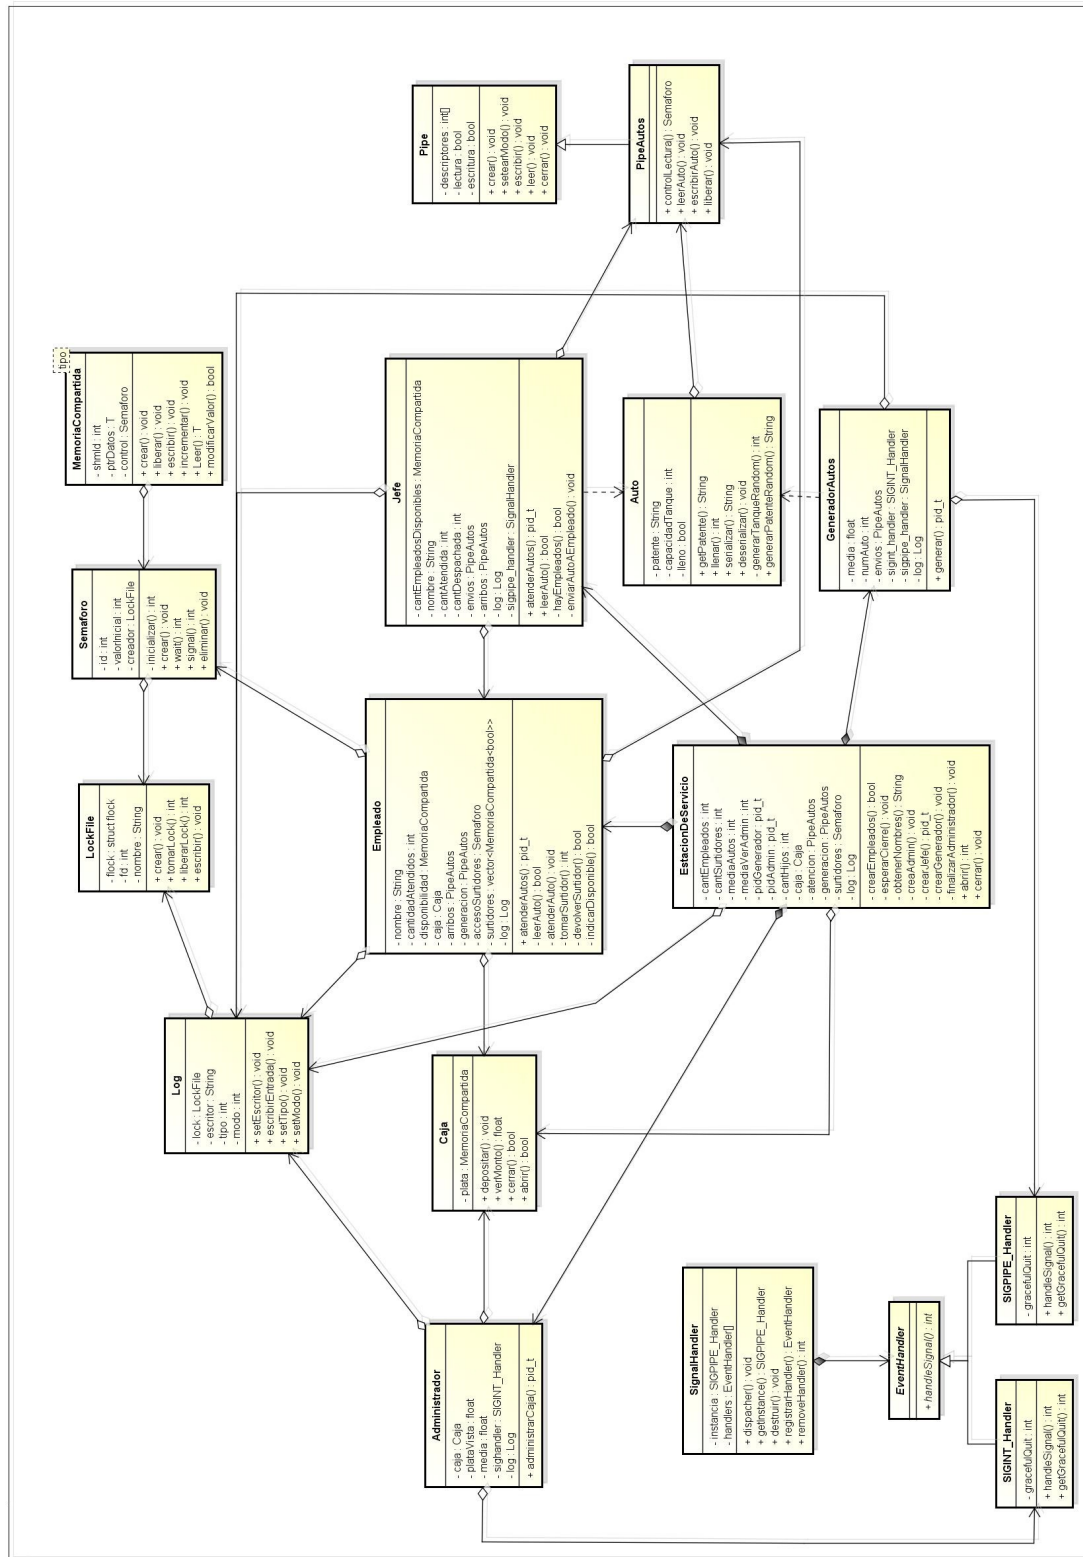 tipo
MemoriaCompartida
- shmId : int
- ptrDatos : T
- control : Semaforo
+ crear() : void
+ liberar() : void
+ escribir() : void
+ incrementar() : void
+ Leer() : T
+ modificarValor() : bool
Semaforo
- id : int
- valorInicial : int
- creador : LockFile
- inicializar() : int
+ crear() : void
+ wait() : int
+ signal() : int
+ eliminar() : void
LockFile
- flock : struct flock
- fd : int
- nombre : String
+ crear() : void
+ tomarLock() : int
+ liberarLock() : int
+ escribir() : void
Log
- lock : LockFile
- escritor : String
- tipo : int
- modo : int
+ setEscritor() : void
+ escribirEntrada() : void
+ setTipo() : void
+ setModo() : void
Pipe
- descriptores : int[]
- lectura : bool
- escritura : bool
+ crear() : void
+ setearModo() : void
+ escribir() : void
+ leer() : void
+ cerrar() : void
Jefe
- cantEmpleadosDisponibles : MemoriaCompartida
- nombre : String
- cantAtendida : int
- cantDespachada : int
- envios : PipeAutos
- arribos : PipeAutos
- log : Log
- sigpipe_handler : SignalHandler
+ atenderAutos() : pid_t
+ leerAuto() : bool
- hayEmpleados() : bool
- enviarAutoAEmpleado() : void
Empleado
- nombre : String
- cantidadAtendidos : int
- disponibilidad : MemoriaCompartida
- caja : Caja
- arribos : PipeAutos
- generacion : PipeAutos
- accesoSurtidores : Semaforo
- surtidores : vector<MemoriaCompartida<bool>>
- log : Log
+ atenderAutos() : pid_t
- leerAuto() : bool
- atenderAuto() : void
- tomarSurtidor() : int
- devolverSurtidor() : bool
- indicarDisponible() : bool
Caja
- plata : MemoriaCompartida
+ depositar() : void
+ verMonto() : float
+ cerrar() : bool
+ abrir() : bool
Administrador
- caja : Caja
- plataVista : float
- media : float
- sighandler : SIGINT_Handler
- log : Log
+ administrarCaja() : pid_t
PipeAutos
+ controlLectura() : Semaforo
+ leerAuto() : void
+ escribirAuto() : void
+ liberar() : void
Auto
- patente : String
- capacidadTanque : int
- lleno : bool
+ getPatente() : String
+ llenar() : int
+ serializar() : String
+ deserializar() : void
- generarTanqueRandom() : int
+ generarPatenteRandom() : String
EstacionDeServicio
- cantEmpleados : int
- cantSurtidores : int
- mediaAutos : int
- mediaVerAdmin : int
- pidGenerador : pid_t
- pidAdmin : pid_t
- cantHijos : int
- caja : Caja
- atencion : PipeAutos
- generacion : PipeAutos
- surtidores : Semaforo
- log : Log
- crearEmpleados() : bool
- esperarCierre() : void
- obtenerNombres() : String
- creaAdmin() : void
- crearJefe() : pid_t
- crearGenerador() : void
- finalizarAdministrador() : void
+ abrir() : int
+ cerrar() : void
SignalHandler
- instancia : SIGPIPE_Handler
- handlers : EventHandler[]
+ dispacher() : void
+ getInstance() : SIGPIPE_Handler
+ destruir() : void
+ registrarHandler() : EventHandler
+ removeHandler() : int
GeneradorAutos
- media : float
- numAuto : int
- envios : PipeAutos
- sigint_handler : SIGINT_Handler
- sigpipe_handler : SignalHandler
- log : Log
+ generar() : pid_t
EventHandler
+ handleSignal() : int
SIGPIPE_Handler
- gracefulQuit : int
+ handleSignal() : int
+ getGracefulQuit() : int
SIGINT_Handler
- gracefulQuit : int
+ handleSignal() : int
+ getGracefulQuit() : int